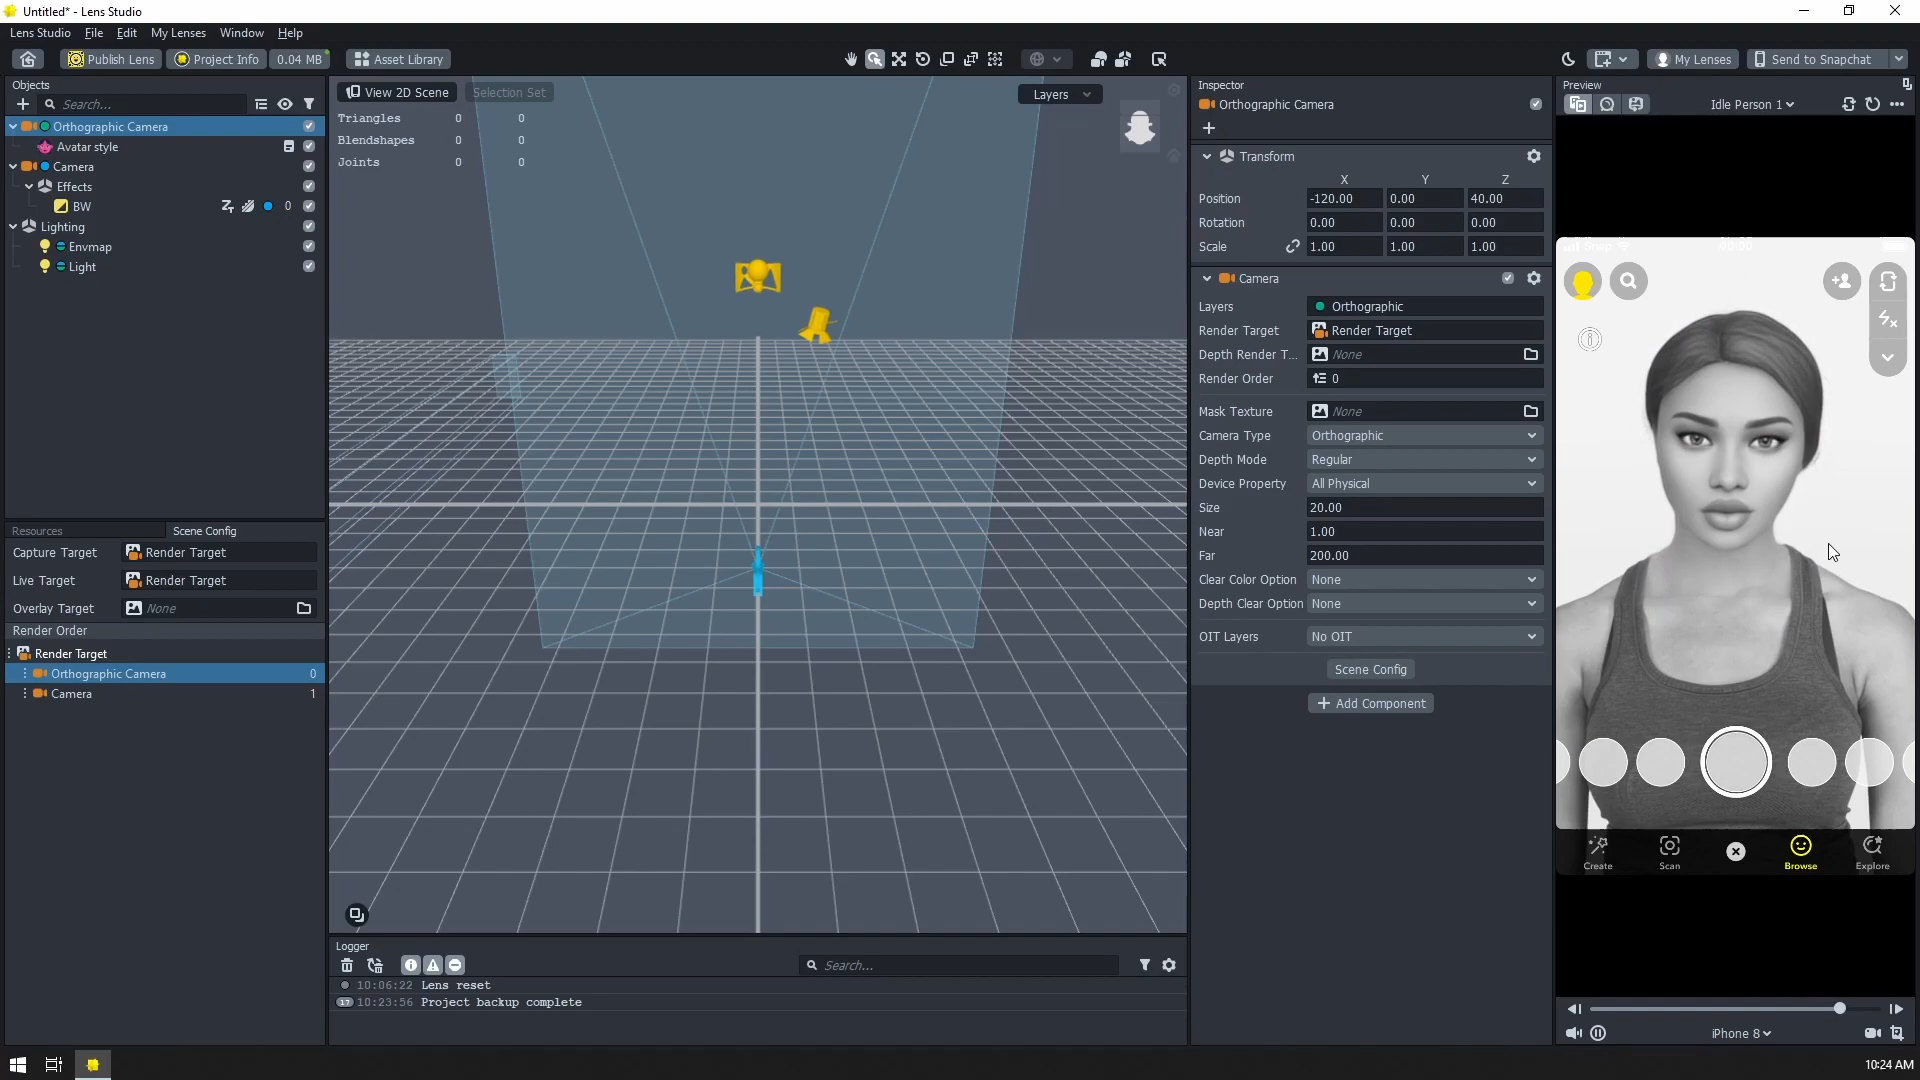 Untitled* - Lens Studio
Lens Studio File Edit My Lenses Window Help
Publish Lens Project Info 0.04 MB Asset Library My Lenses Send to Snapchat
Objects
Search...
Orthographic Camera
Avatar style
Camera
Effects
BW 0
Lighting
Envmap
Light
Resources Scene Config
Capture Target Render Target
Live Target Render Target
Overlay Target None
Render Order
Render Target
Orthographic Camera 0
Camera 1
View 2D Scene Selection Set Layers
Triangles 0 0
Blendshapes 0 0
Joints 0 0
Logger
Search...
10:06:22 Lens reset
17 10:23:56 Project backup complete
Inspector
Orthographic Camera
Transform
X Y Z
Position -120.00 0.00 40.00
Rotation 0.00 0.00 0.00
Scale 1.00 1.00 1.00
Camera
Layers Orthographic
Render Target Render Target
Depth Render T... None
Render Order 0
Mask Texture None
Camera Type Orthographic
Depth Mode Regular
Device Property All Physical
Size 20.00
Near 1.00
Far 200.00
Clear Color Option None
Depth Clear Option None
OIT Layers No OIT
Scene Config
Add Component
Preview
Idle Person 1
Snap 00:00
Create Scan Browse Explore
iPhone 8
10:24 AM